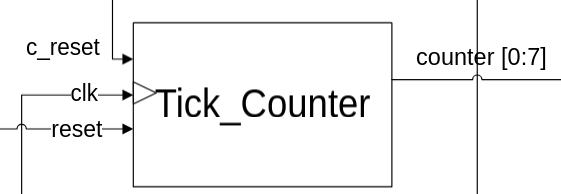 c_reset
counter [0:7]
clk
Tick_Counter
reset